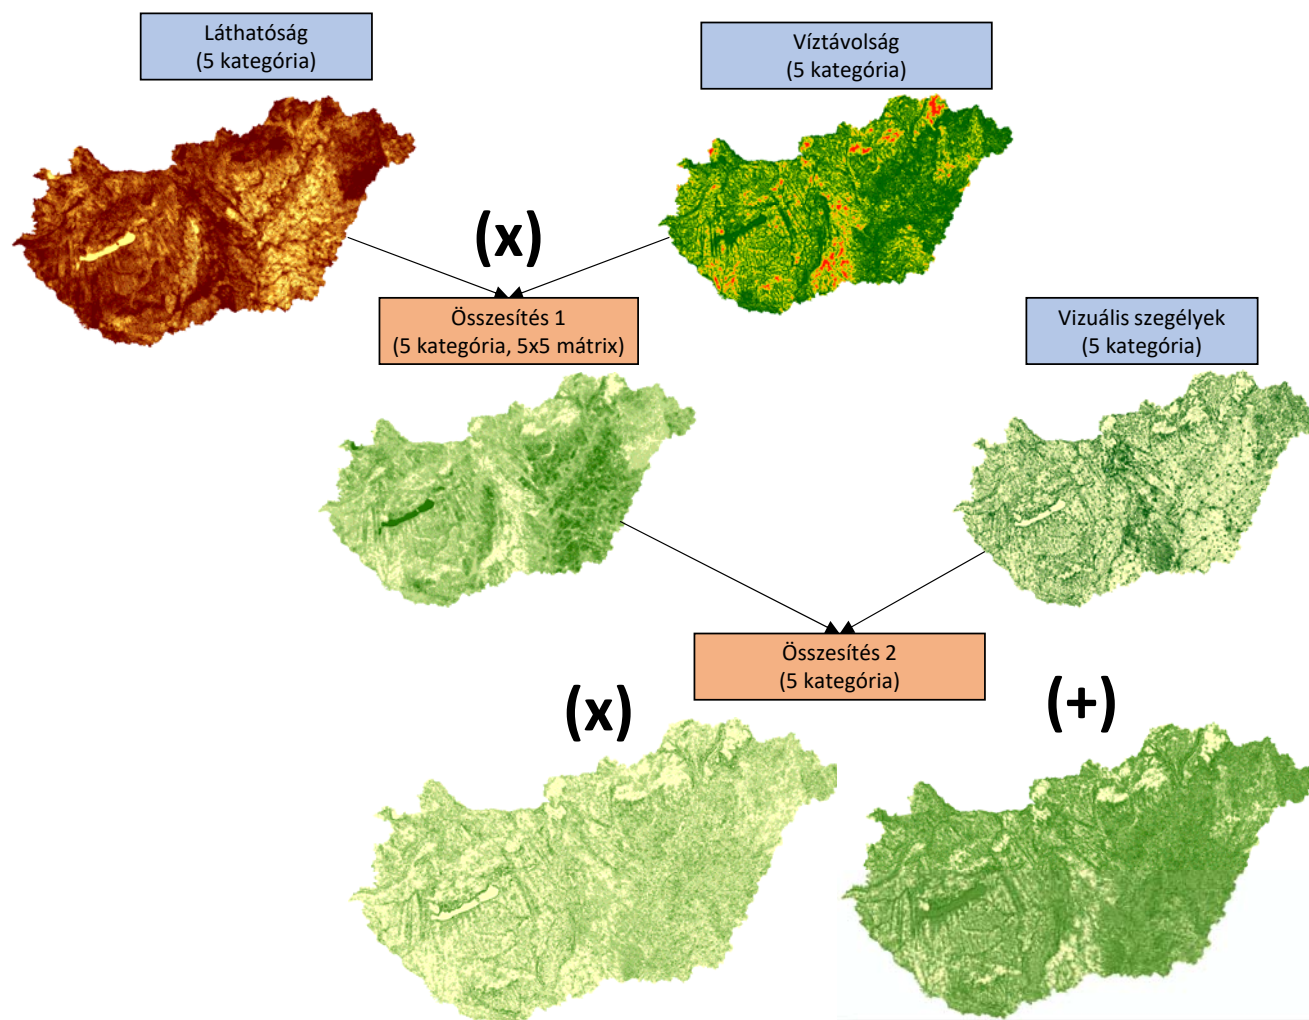 Láthatóság
(5 kategória)
Víztávolság
(5 kategória)
(x)
Összesítés 1
(5 kategória, 5x5 mátrix)
Vizuális szegélyek
(5 kategória)
Összesítés 2
(5 kategória)
(x)
(+)